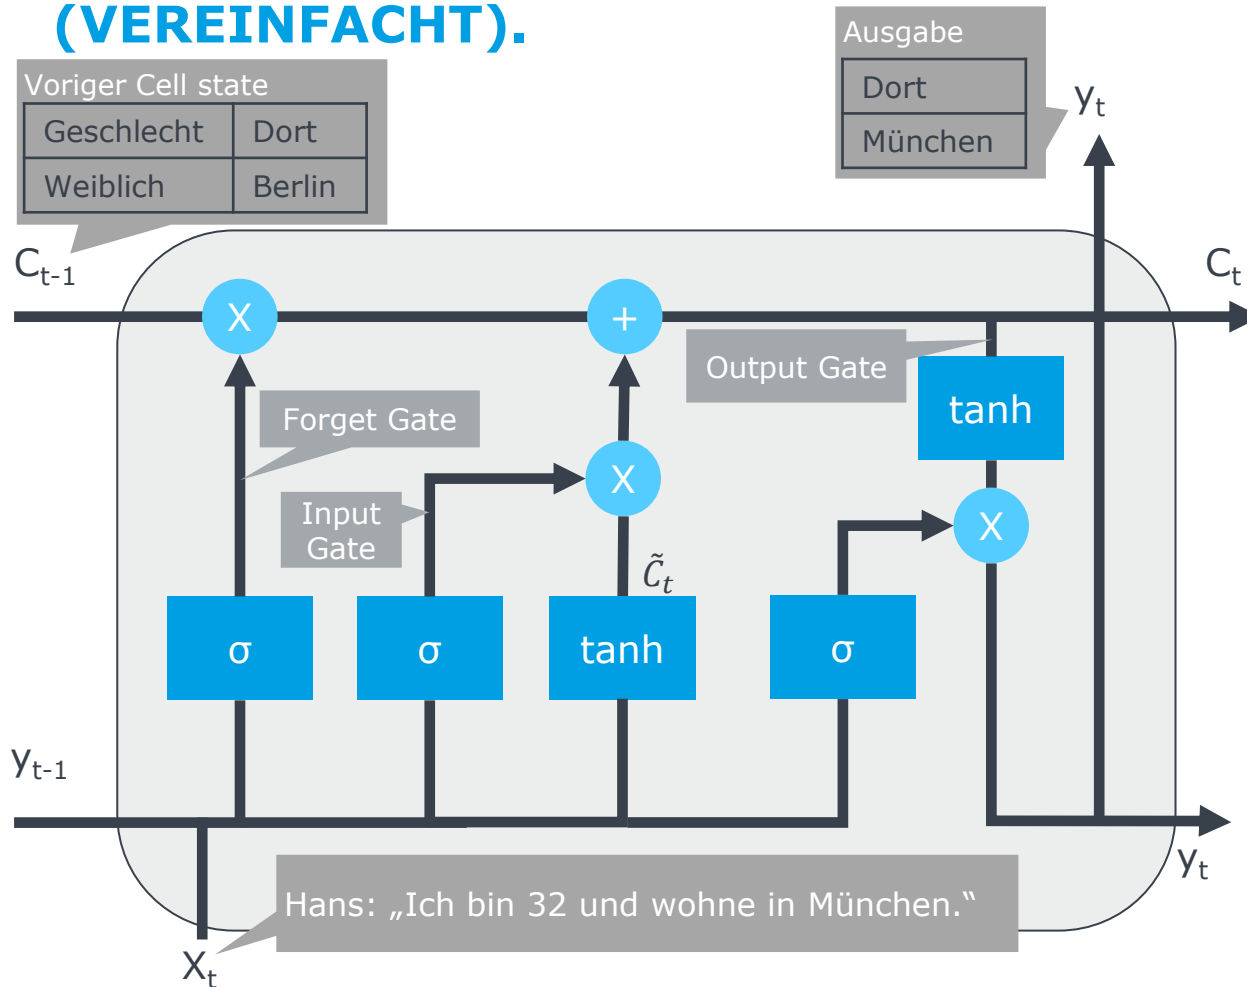 (VEREINFACHT).
Ausgabe
Dort
München
Voriger Cell state
Geschlecht Dort
Weiblich Berlin
yt
Ct-1
Ct
X
+
Output Gate
tanh
Forget Gate
X
Input
Gate
X
C̃t
σ
σ
tanh
σ
yt-1
yt
Hans: „Ich bin 32 und wohne in München.“
Xt